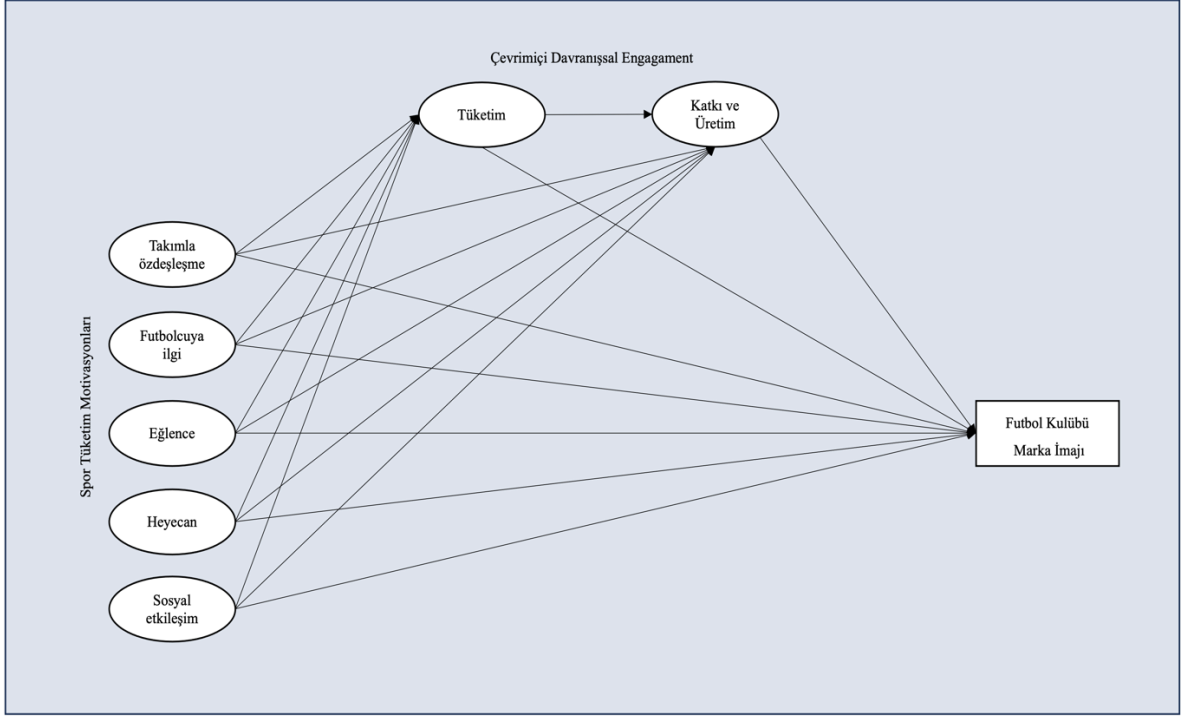 Çevrimiçi Davranışsal Engagament
Tüketim
Katkı ve
Üretim
Spor Tüketim Motivasyonları
Takımla
özdeşleşme
Futbolcuya
ilgi
Eğlence
Heyecan
Sosyal
etkileşim
Futbol Kulübü
Marka İmajı